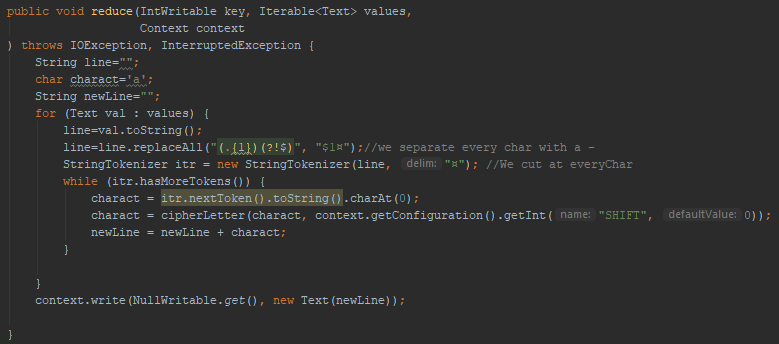 public void reduce(IntWritable key, Iterable<Text> values,
                   Context context
) throws IOException, InterruptedException {
    String line="";
    char charact='a';
    String newLine="";
    for (Text val : values) {
        line=val.toString();
        line=line.replaceAll("(.{1})(?!$)", "$1¤");//we separate every char with a -
        StringTokenizer itr = new StringTokenizer(line, delim: "¤"); //We cut at everyChar
        while (itr.hasMoreTokens()) {
            charact = itr.nextToken().toString().charAt(0);
            charact = cipherLetter(charact, context.getConfiguration().getInt( name: "SHIFT", defaultValue: 0));
            newLine = newLine + charact;
        }
    }
    context.write(NullWritable.get(), new Text(newLine));
}